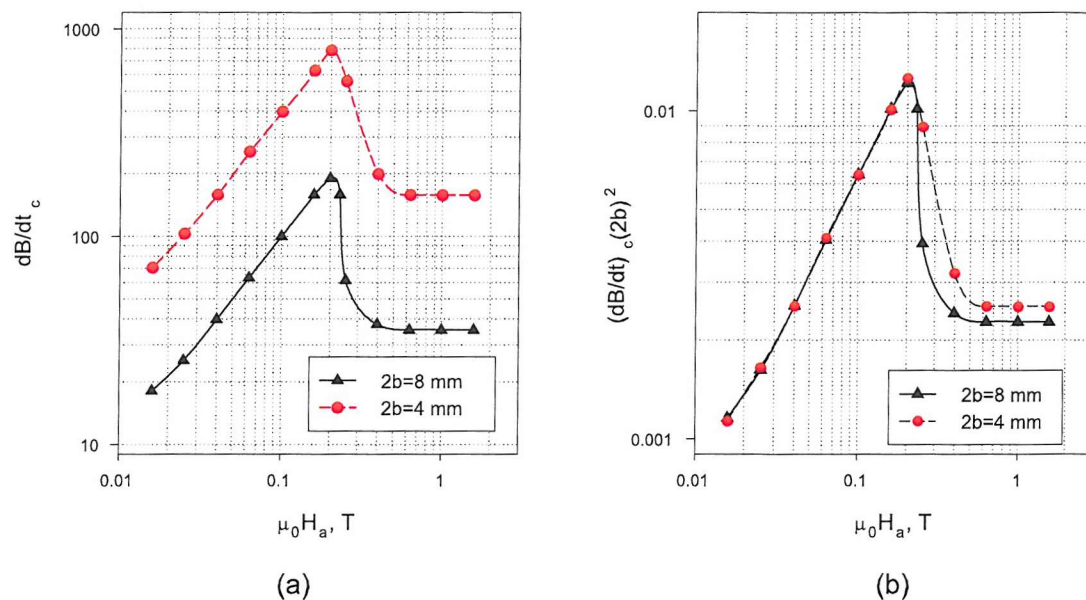 1000
100
10
dB/dt c
0.01
0.1
1
μ0Ha, T
2b=8 mm
2b=4 mm
(a)
0.01
0.001
(dB/dt) c(2b)2
0.01
0.1
1
μ0Ha, T
2b=8 mm
2b=4 mm
(b)